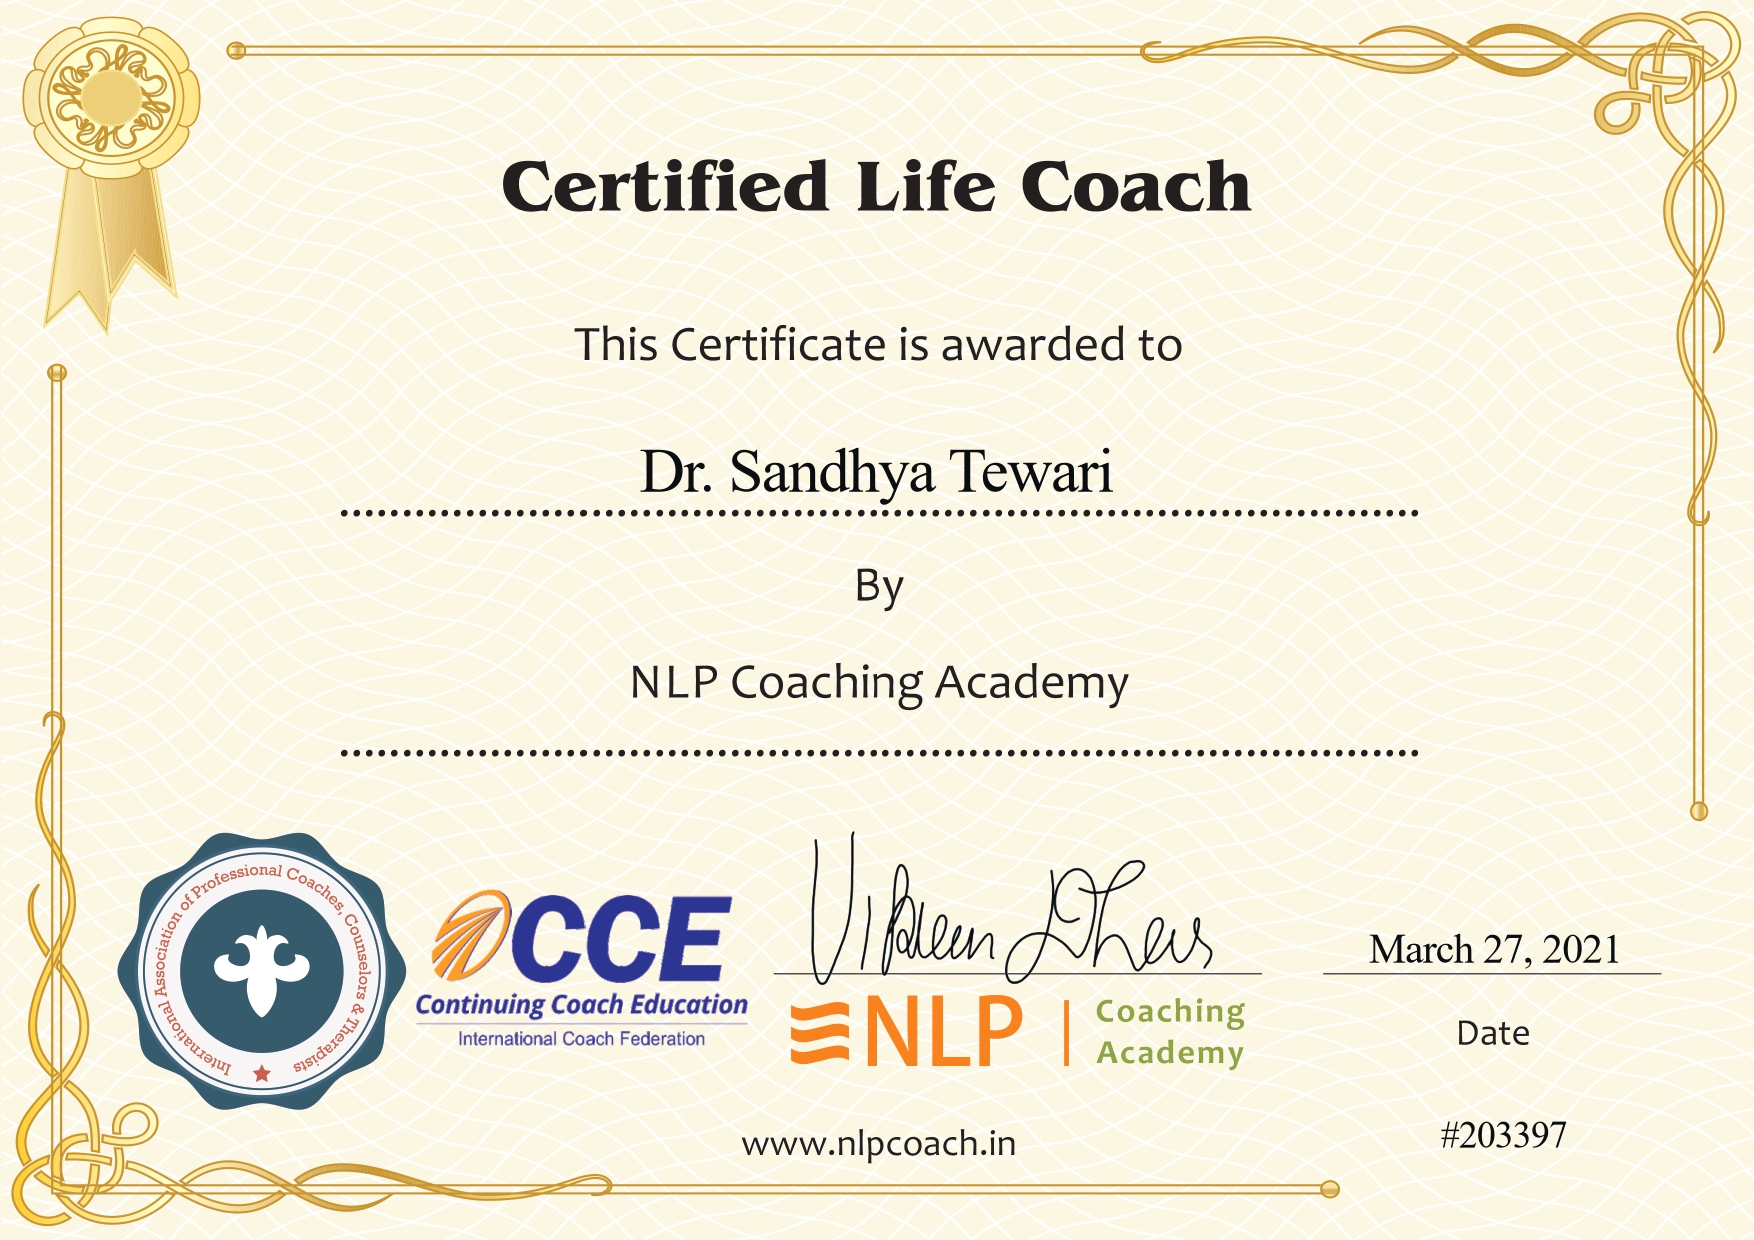 Certified Life Coach
This Certificate is awarded to
Dr. Sandhya Tewari
By
NLP Coaching Academy
International Association of Professional Coaches, Counselors & Therapists
CCE
Continuing Coach Education
International Coach Federation
NLP
Coaching
Academy
March 27, 2021
Date
www.nlpcoach.in
#203397